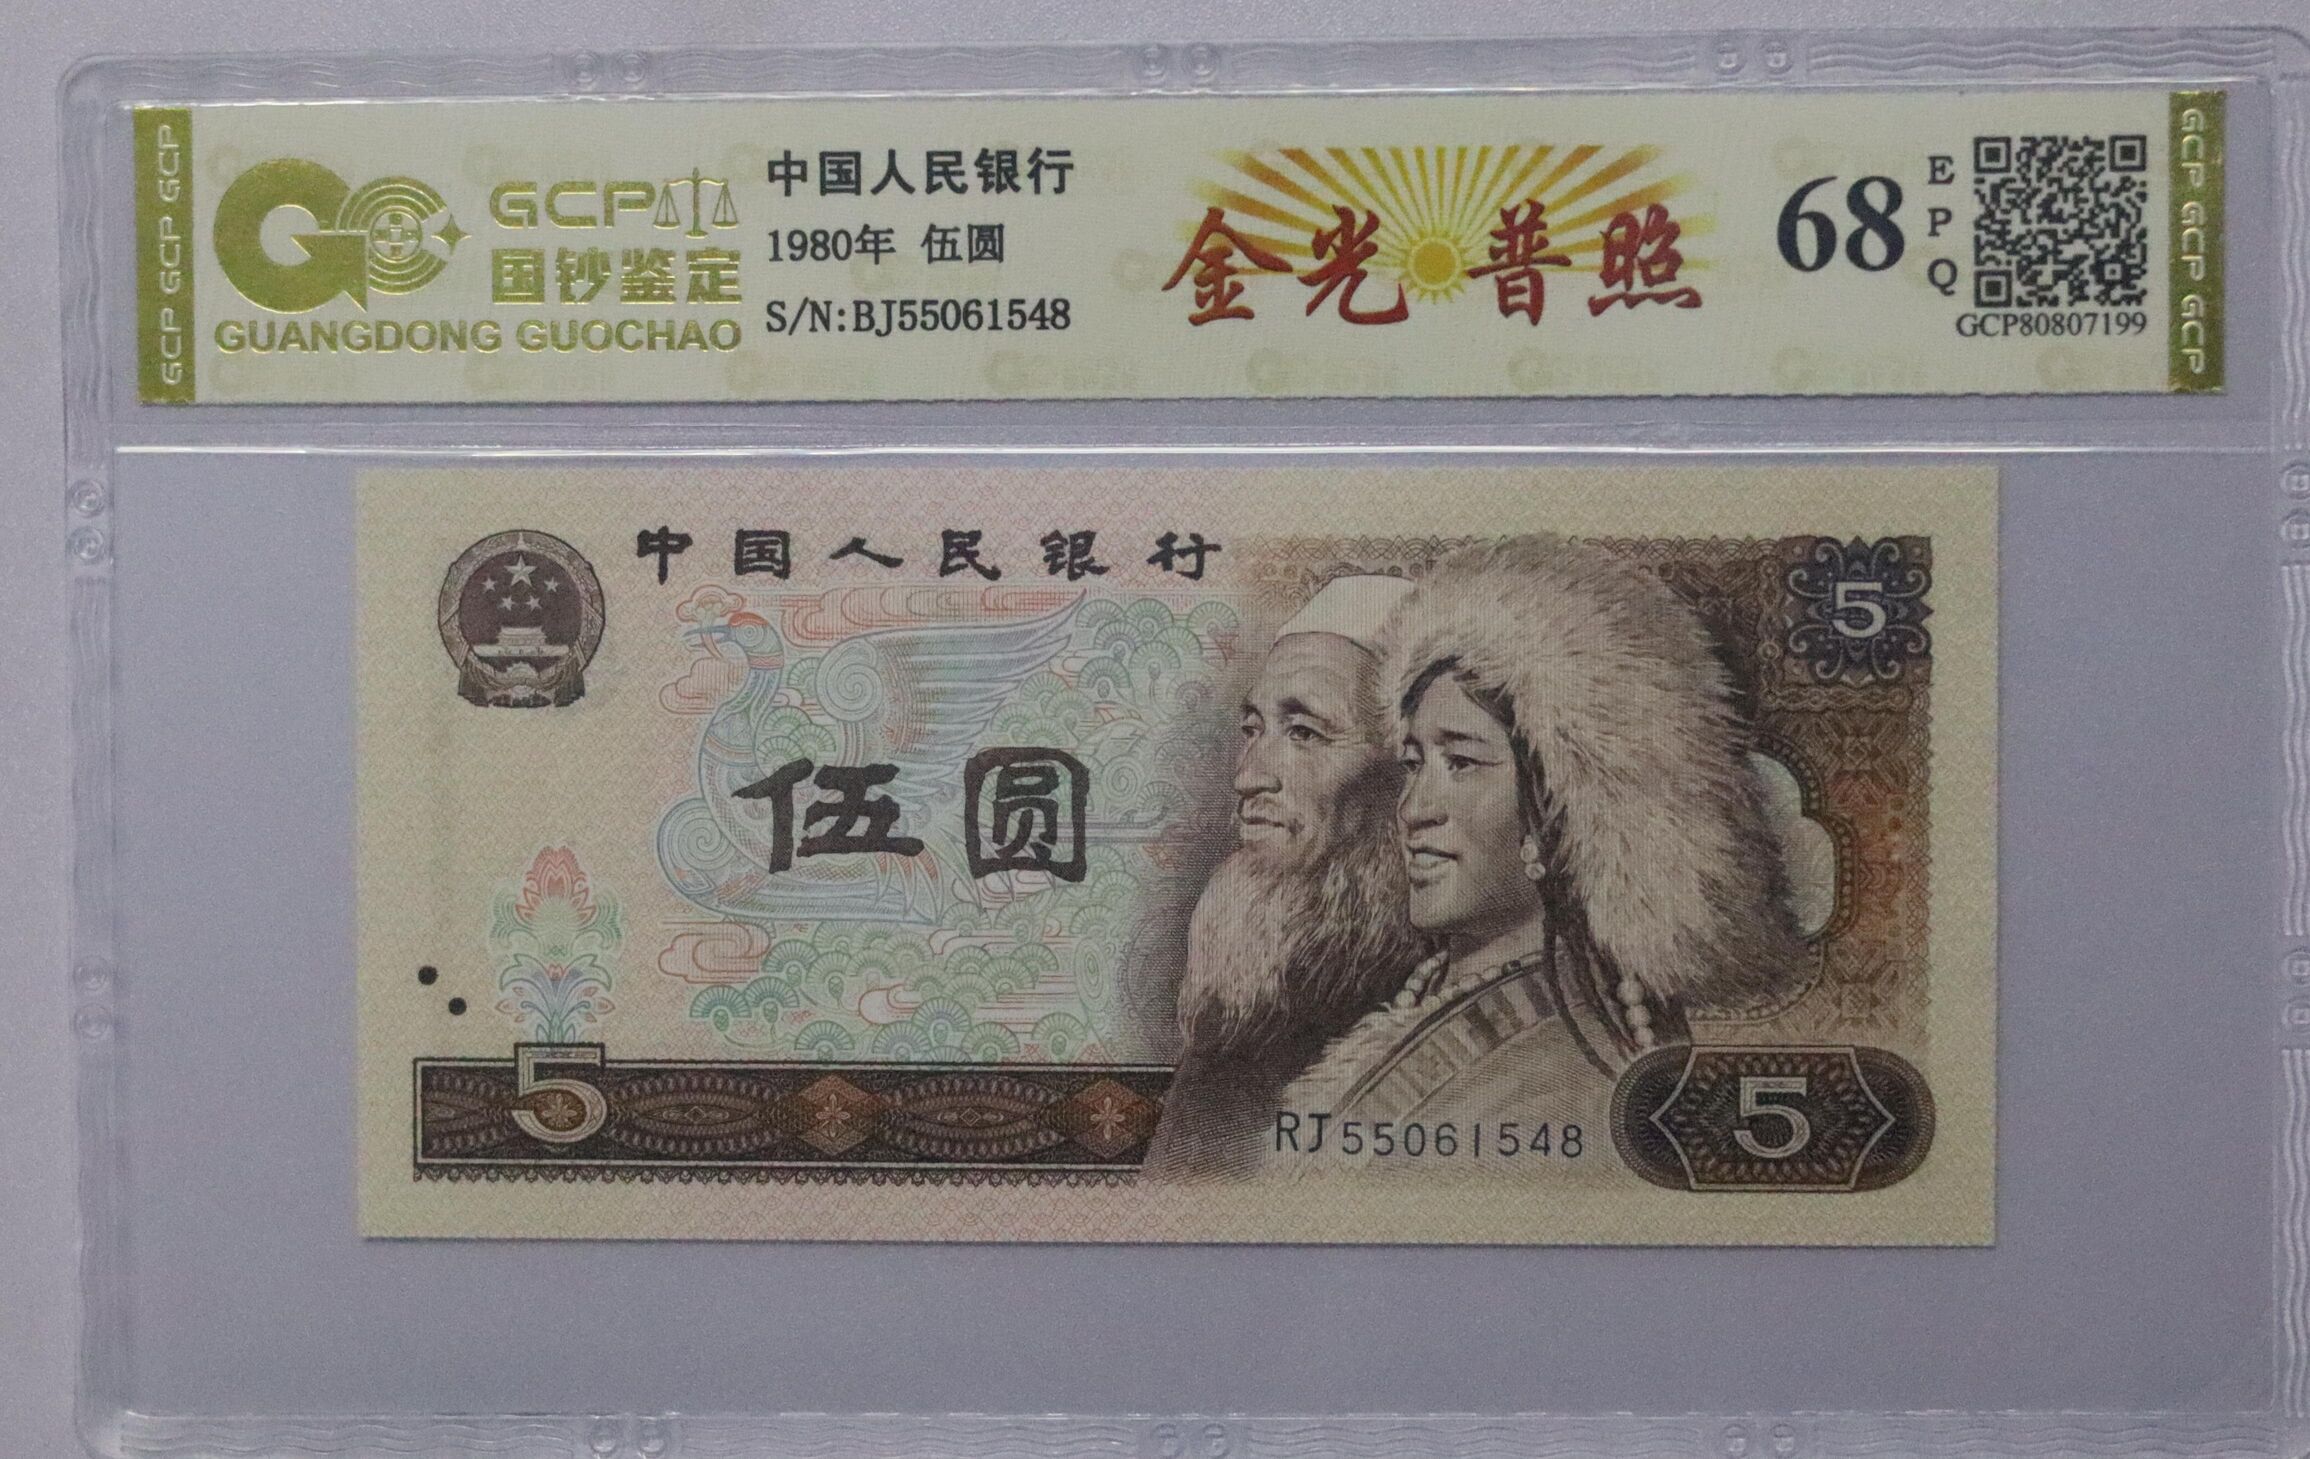 GCP GCP GCP
GCP
国钞鉴定
GUANGDONG GUOCHAO
中国人民银行
1980年 伍圆
S/N:BJ55061548
金光普照
68
EPQ
GCP80807199
GCP GCP GCP
中国人民银行
5
伍圆
5
5
RJ55061548